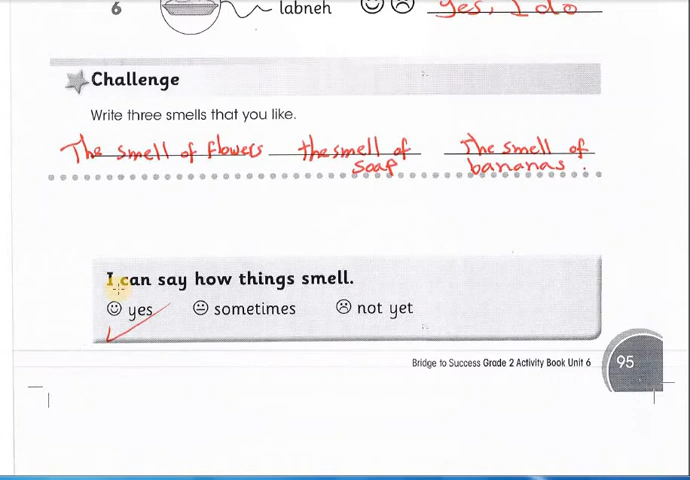 6 labneh yes, I do
Challenge
Write three smells that you like.
The smell of flowers the smell of soap The smell of bananas.
I can say how things smell.
yes sometimes not yet
Bridge to Success Grade 2 Activity Book Unit 6 95